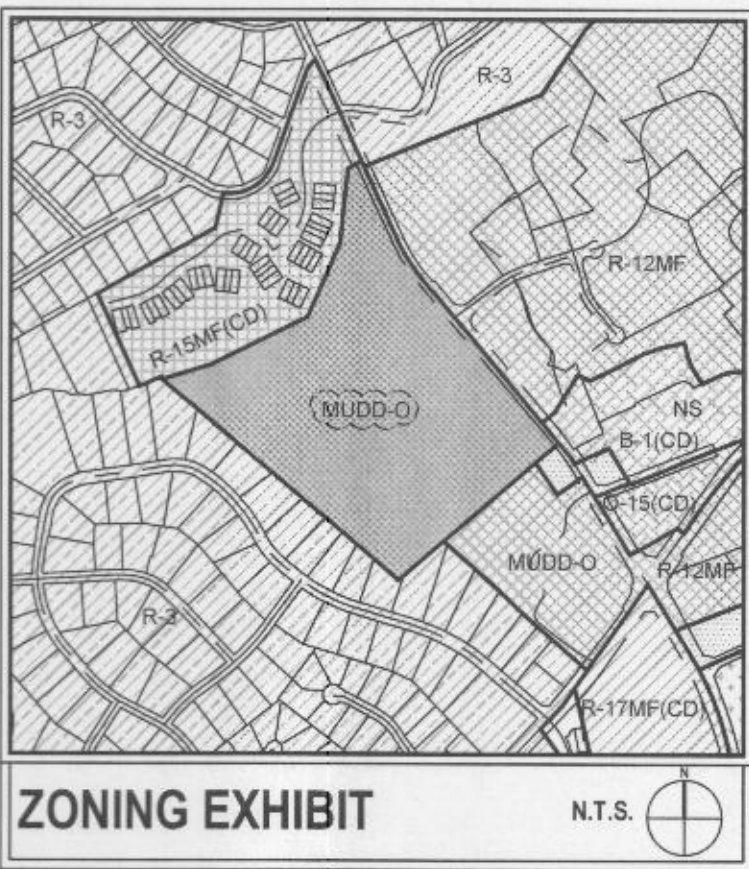 R-3
R-3
R-12MF
R-15MF(CD)
MUDD-O
NS
B-1(CD)
O-15(CD)
MUDD-O
R-12MF
R-3
R-17MF(CD)
ZONING EXHIBIT
N.T.S.
N